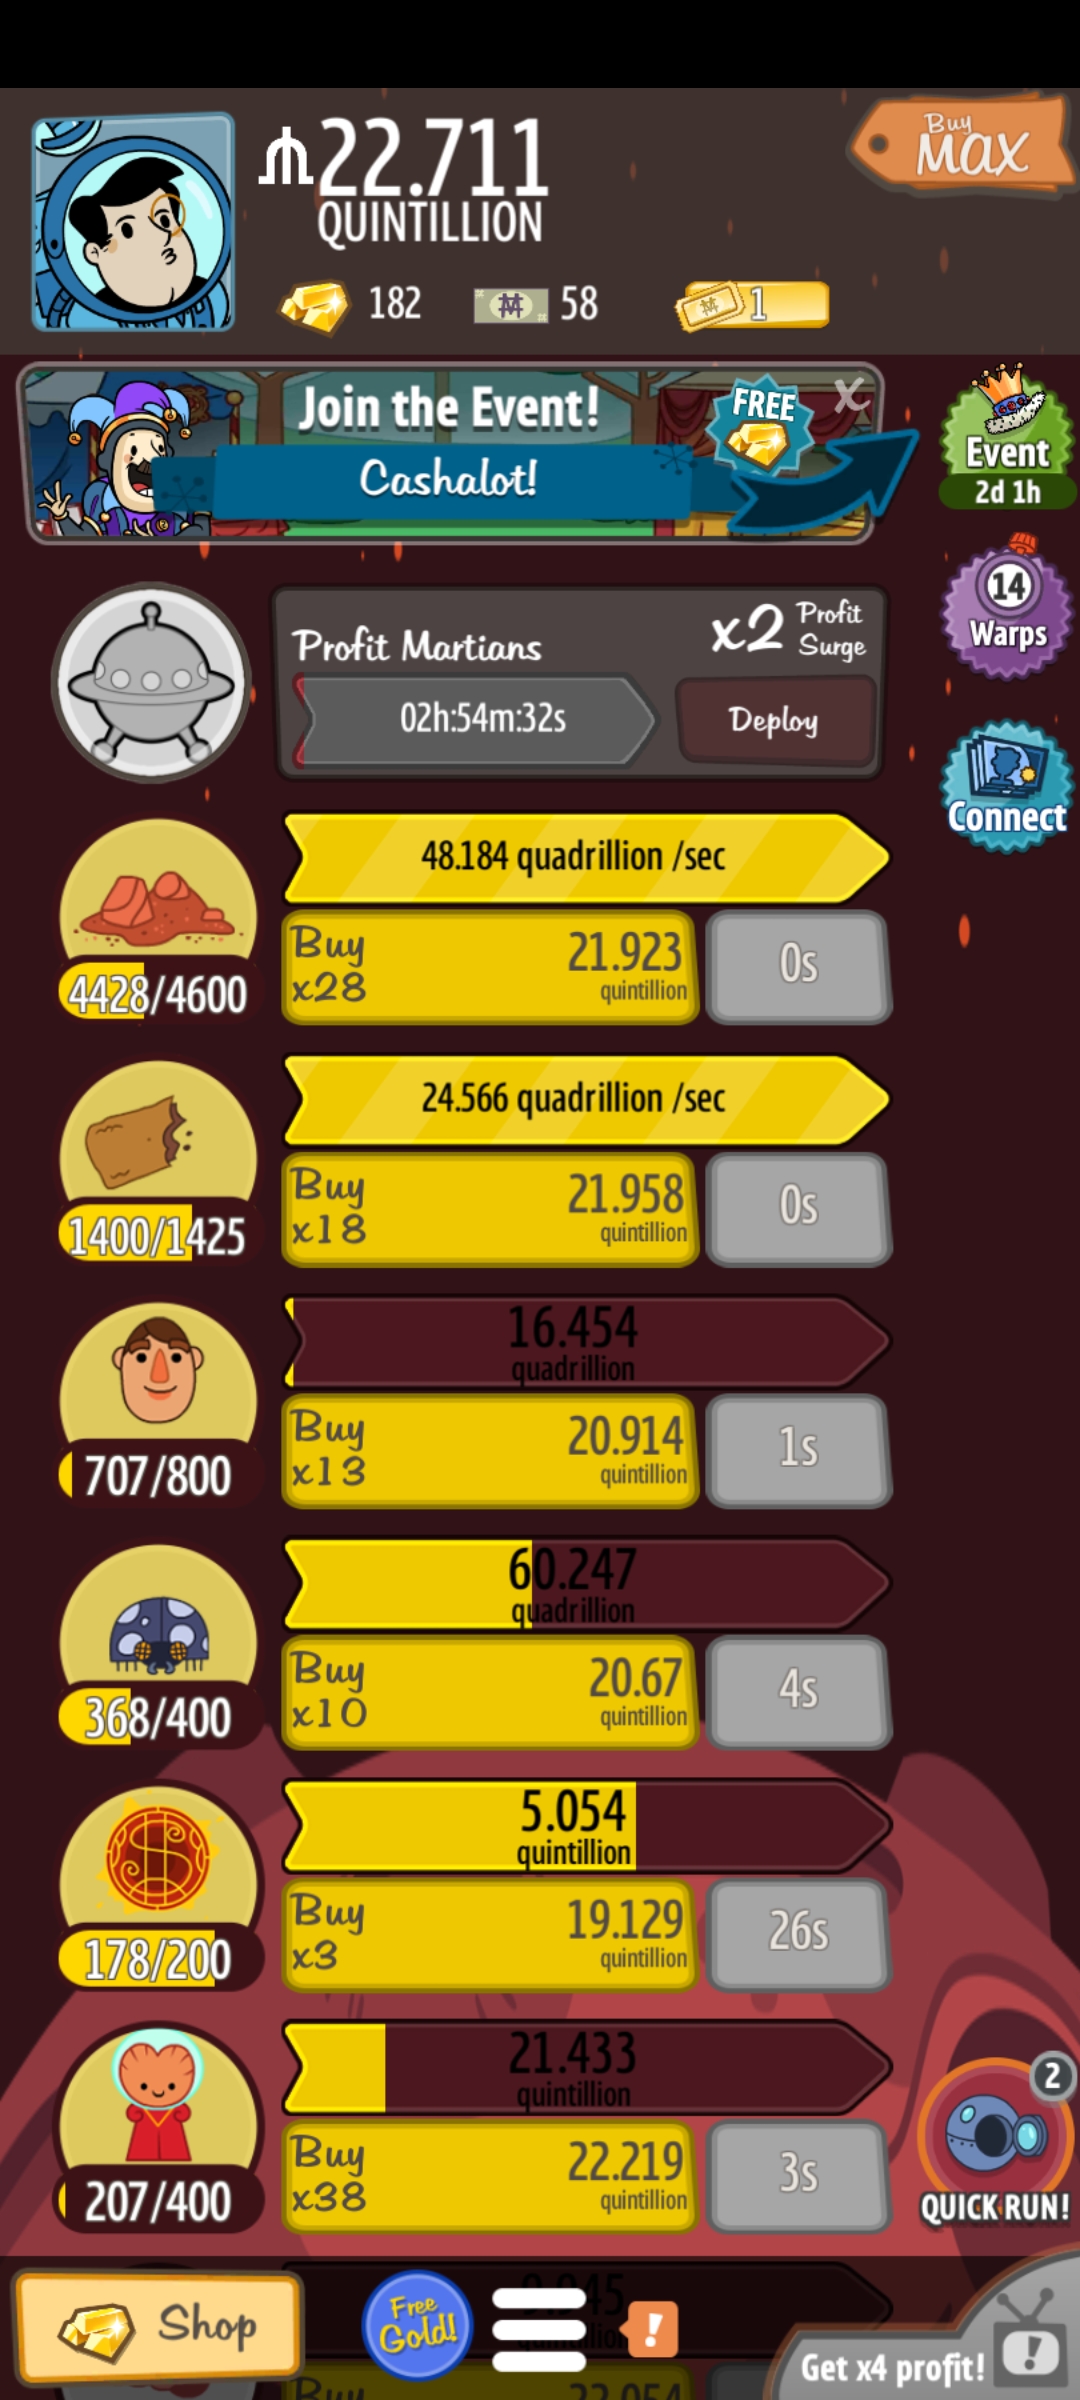 22.711
QUINTILLION
Buy
MAX
182
58
1
Join the Event!
Cashalot!
FREE
X
Event
2d 1h
14
Warps
Connect
Profit Martians
x2 Profit Surge
02h:54m:32s
Deploy
48.184 quadrillion /sec
4428/4600
Buy x28
21.923
quintillion
0s
24.566 quadrillion /sec
1400/1425
Buy x18
21.958
quintillion
0s
16.454
quadrillion
707/800
Buy x13
20.914
quintillion
1s
60.247
quadrillion
368/400
Buy x10
20.67
quintillion
4s
5.054
quintillion
178/200
Buy x3
19.129
quintillion
26s
21.433
quintillion
207/400
Buy x38
22.219
quintillion
3s
2
QUICK RUN!
Shop
Free Gold!
!
Get x4 profit!
!
Buy
22.054